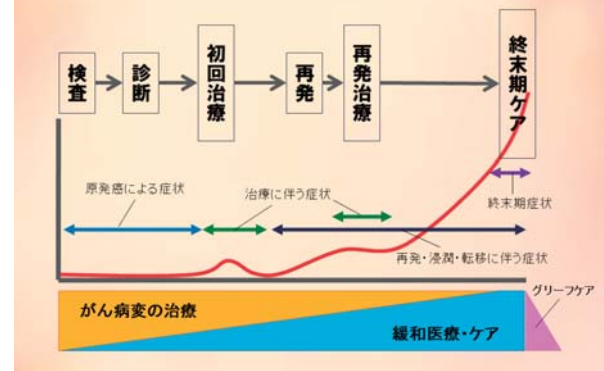 検査
診断
初回治療
再発
再発治療
終末期ケア
原発癌による症状
治療に伴う症状
終末期症状
再発・浸潤・転移に伴う症状
グリーフケア
がん病変の治療
緩和医療・ケア